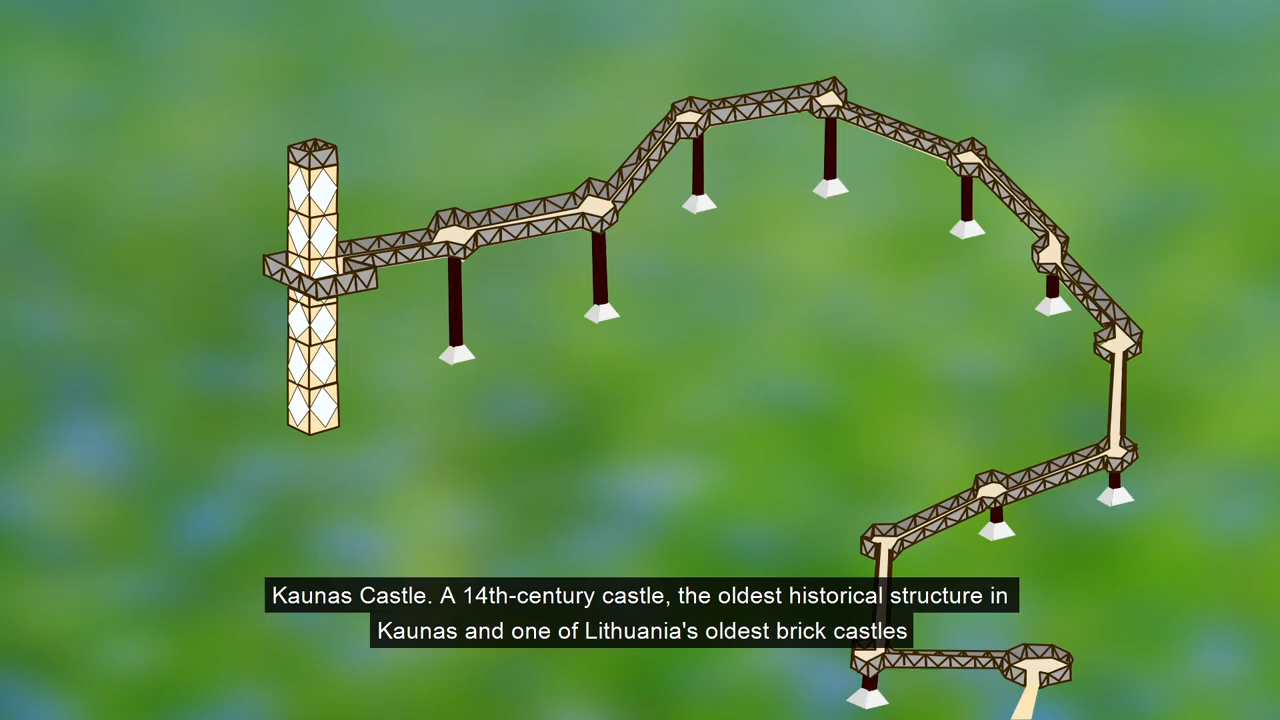 Kaunas Castle. A 14th-century castle, the oldest historical structure in
Kaunas and one of Lithuania's oldest brick castles